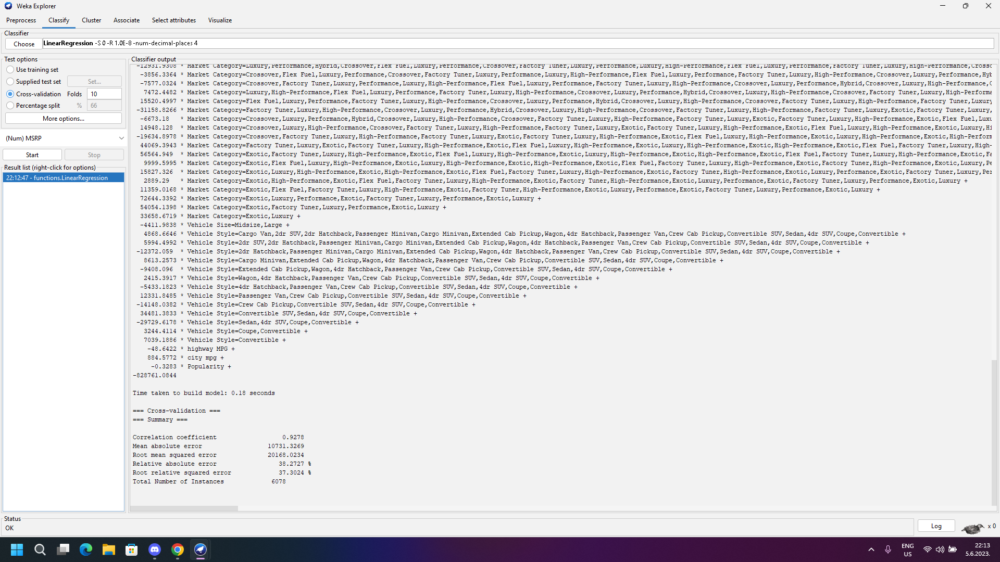 Weka Explorer
Preprocess Classify Cluster Associate Select attributes Visualize
Classifier
Choose LinearRegression -S 0 -R 1.0E-8 -num-decimal-places 4
Test options
Use training set
Supplied test set Set...
Cross-validation Folds 10
Percentage split % 66
More options...
(Num) MSRP
Start Stop
Result list (right-click for options)
22:12:47 - functions.LinearRegression
Classifier output
-12931.9308 * Market Category=Luxury,Performance,Hybrid,Crossover,Flex Fuel,Luxury,Performance,Crossover,Factory Tuner,Luxury,Performance,Luxury,High-Performance,Flex Fuel,Luxury,Performance,Factory Tuner,Luxury,High-Performance,Cross
-3856.3364 * Market Category=Crossover,Flex Fuel,Luxury,Performance,Crossover,Factory Tuner,Luxury,Performance,Luxury,High-Performance,Flex Fuel,Luxury,Performance,Factory Tuner,Luxury,High-Performance,Crossover,Luxury,Performance,Hyb
-7577.0324 * Market Category=Crossover,Factory Tuner,Luxury,Performance,Luxury,High-Performance,Flex Fuel,Luxury,Performance,Factory Tuner,Luxury,High-Performance,Crossover,Luxury,Performance,Hybrid,Crossover,Luxury,High-Performance,C
7472.4482 * Market Category=Luxury,High-Performance,Flex Fuel,Luxury,Performance,Factory Tuner,Luxury,High-Performance,Crossover,Luxury,Performance,Hybrid,Crossover,Luxury,High-Performance,Crossover,Factory Tuner,Luxury,High-Performa
15520.4997 * Market Category=Flex Fuel,Luxury,Performance,Factory Tuner,Luxury,High-Performance,Crossover,Luxury,Performance,Hybrid,Crossover,Luxury,High-Performance,Crossover,Factory Tuner,Luxury,High-Performance,Factory Tuner,Luxury
-31158.8266 * Market Category=Factory Tuner,Luxury,High-Performance,Crossover,Luxury,Performance,Hybrid,Crossover,Luxury,High-Performance,Crossover,Factory Tuner,Luxury,High-Performance,Factory Tuner,Luxury,Exotic,Factory Tuner,Luxury,
-6673.18 * Market Category=Crossover,Luxury,Performance,Hybrid,Crossover,Luxury,High-Performance,Crossover,Factory Tuner,Luxury,High-Performance,Factory Tuner,Luxury,Exotic,Factory Tuner,Luxury,High-Performance,Exotic,Flex Fuel,Luxu
14948.128 * Market Category=Crossover,Luxury,High-Performance,Crossover,Factory Tuner,Luxury,High-Performance,Factory Tuner,Luxury,Exotic,Factory Tuner,Luxury,High-Performance,Exotic,Flex Fuel,Luxury,High-Performance,Exotic,Luxury,Hi
-19634.8978 * Market Category=Crossover,Factory Tuner,Luxury,High-Performance,Factory Tuner,Luxury,Exotic,Factory Tuner,Luxury,High-Performance,Exotic,Flex Fuel,Luxury,High-Performance,Exotic,Luxury,High-Performance,Exotic,High-Perform
44069.3943 * Market Category=Factory Tuner,Luxury,Exotic,Factory Tuner,Luxury,High-Performance,Exotic,Flex Fuel,Luxury,High-Performance,Exotic,Luxury,High-Performance,Exotic,High-Performance,Exotic,Flex Fuel,Factory Tuner,Luxury,High-
56564.949 * Market Category=Exotic,Factory Tuner,Luxury,High-Performance,Exotic,Flex Fuel,Luxury,High-Performance,Exotic,Luxury,High-Performance,Exotic,High-Performance,Exotic,Flex Fuel,Factory Tuner,Luxury,High-Performance,Exotic,Fa
9999.5995 * Market Category=Exotic,Flex Fuel,Luxury,High-Performance,Exotic,Luxury,High-Performance,Exotic,High-Performance,Exotic,Flex Fuel,Factory Tuner,Luxury,High-Performance,Exotic,Factory Tuner,High-Performance,Exotic,Luxury,Pe
15827.326 * Market Category=Exotic,Luxury,High-Performance,Exotic,High-Performance,Exotic,Flex Fuel,Factory Tuner,Luxury,High-Performance,Exotic,Factory Tuner,High-Performance,Exotic,Luxury,Performance,Exotic,Factory Tuner,Luxury,Per
2889.29 * Market Category=Exotic,High-Performance,Exotic,Flex Fuel,Factory Tuner,Luxury,High-Performance,Exotic,Factory Tuner,High-Performance,Exotic,Luxury,Performance,Exotic,Factory Tuner,Luxury,Performance,Exotic,Luxury +
11359.0168 * Market Category=Exotic,Flex Fuel,Factory Tuner,Luxury,High-Performance,Exotic,Factory Tuner,High-Performance,Exotic,Luxury,Performance,Exotic,Factory Tuner,Luxury,Performance,Exotic,Luxury +
72644.3392 * Market Category=Exotic,Luxury,Performance,Exotic,Factory Tuner,Luxury,Performance,Exotic,Luxury +
54054.1398 * Market Category=Exotic,Factory Tuner,Luxury,Performance,Exotic,Luxury +
33658.6719 * Market Category=Exotic,Luxury +
-4411.9838 * Vehicle Size=Midsize,Large +
4868.6646 * Vehicle Style=Cargo Van,2dr SUV,2dr Hatchback,Passenger Minivan,Cargo Minivan,Extended Cab Pickup,Wagon,4dr Hatchback,Passenger Van,Crew Cab Pickup,Convertible SUV,Sedan,4dr SUV,Coupe,Convertible +
5994.4992 * Vehicle Style=2dr SUV,2dr Hatchback,Passenger Minivan,Cargo Minivan,Extended Cab Pickup,Wagon,4dr Hatchback,Passenger Van,Crew Cab Pickup,Convertible SUV,Sedan,4dr SUV,Coupe,Convertible +
-12372.059 * Vehicle Style=2dr Hatchback,Passenger Minivan,Cargo Minivan,Extended Cab Pickup,Wagon,4dr Hatchback,Passenger Van,Crew Cab Pickup,Convertible SUV,Sedan,4dr SUV,Coupe,Convertible +
8613.2573 * Vehicle Style=Cargo Minivan,Extended Cab Pickup,Wagon,4dr Hatchback,Passenger Van,Crew Cab Pickup,Convertible SUV,Sedan,4dr SUV,Coupe,Convertible +
-9408.096 * Vehicle Style=Extended Cab Pickup,Wagon,4dr Hatchback,Passenger Van,Crew Cab Pickup,Convertible SUV,Sedan,4dr SUV,Coupe,Convertible +
2415.3917 * Vehicle Style=Wagon,4dr Hatchback,Passenger Van,Crew Cab Pickup,Convertible SUV,Sedan,4dr SUV,Coupe,Convertible +
-5433.1823 * Vehicle Style=4dr Hatchback,Passenger Van,Crew Cab Pickup,Convertible SUV,Sedan,4dr SUV,Coupe,Convertible +
12331.8485 * Vehicle Style=Passenger Van,Crew Cab Pickup,Convertible SUV,Sedan,4dr SUV,Coupe,Convertible +
-14148.0382 * Vehicle Style=Crew Cab Pickup,Convertible SUV,Sedan,4dr SUV,Coupe,Convertible +
34481.3833 * Vehicle Style=Convertible SUV,Sedan,4dr SUV,Coupe,Convertible +
-29729.6178 * Vehicle Style=Sedan,4dr SUV,Coupe,Convertible +
3244.4114 * Vehicle Style=Coupe,Convertible +
7039.1886 * Vehicle Style=Convertible +
-48.6422 * highway MPG +
884.5772 * city mpg +
-0.3283 * Popularity +
-828761.0844
Time taken to build model: 0.18 seconds
=== Cross-validation ===
=== Summary ===
Correlation coefficient 0.9278
Mean absolute error 10731.3269
Root mean squared error 20168.0234
Relative absolute error 38.2727 %
Root relative squared error 37.3024 %
Total Number of Instances 6078
Status
OK
Log x 0
ENG
US
22:13
5.6.2023.